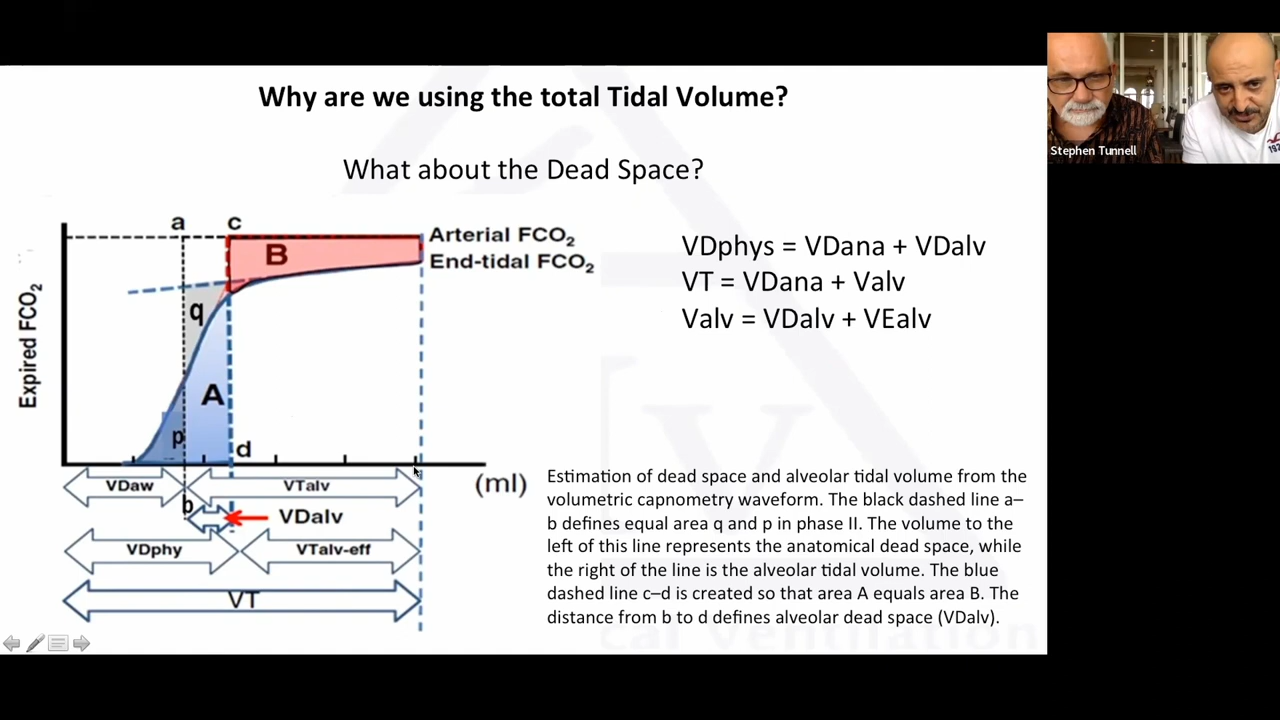 Why are we using the total Tidal Volume?
What about the Dead Space?
Stephen Tunnell
a
c
B
Arterial FCO₂
End-tidal FCO₂
q
A
p
d
Expired FCO₂
(ml)
VDaw
VTalv
b
VDalv
VDphy
VTalv-eff
VT
VDphys = VDana + VDalv
VT = VDana + Valv
Valv = VDalv + VEalv
Estimation of dead space and alveolar tidal volume from the
volumetric capnometry waveform. The black dashed line a–
b defines equal area q and p in phase II. The volume to the
left of this line represents the anatomical dead space, while
the right of the line is the alveolar tidal volume. The blue
dashed line c–d is created so that area A equals area B. The
distance from b to d defines alveolar dead space (VDalv).